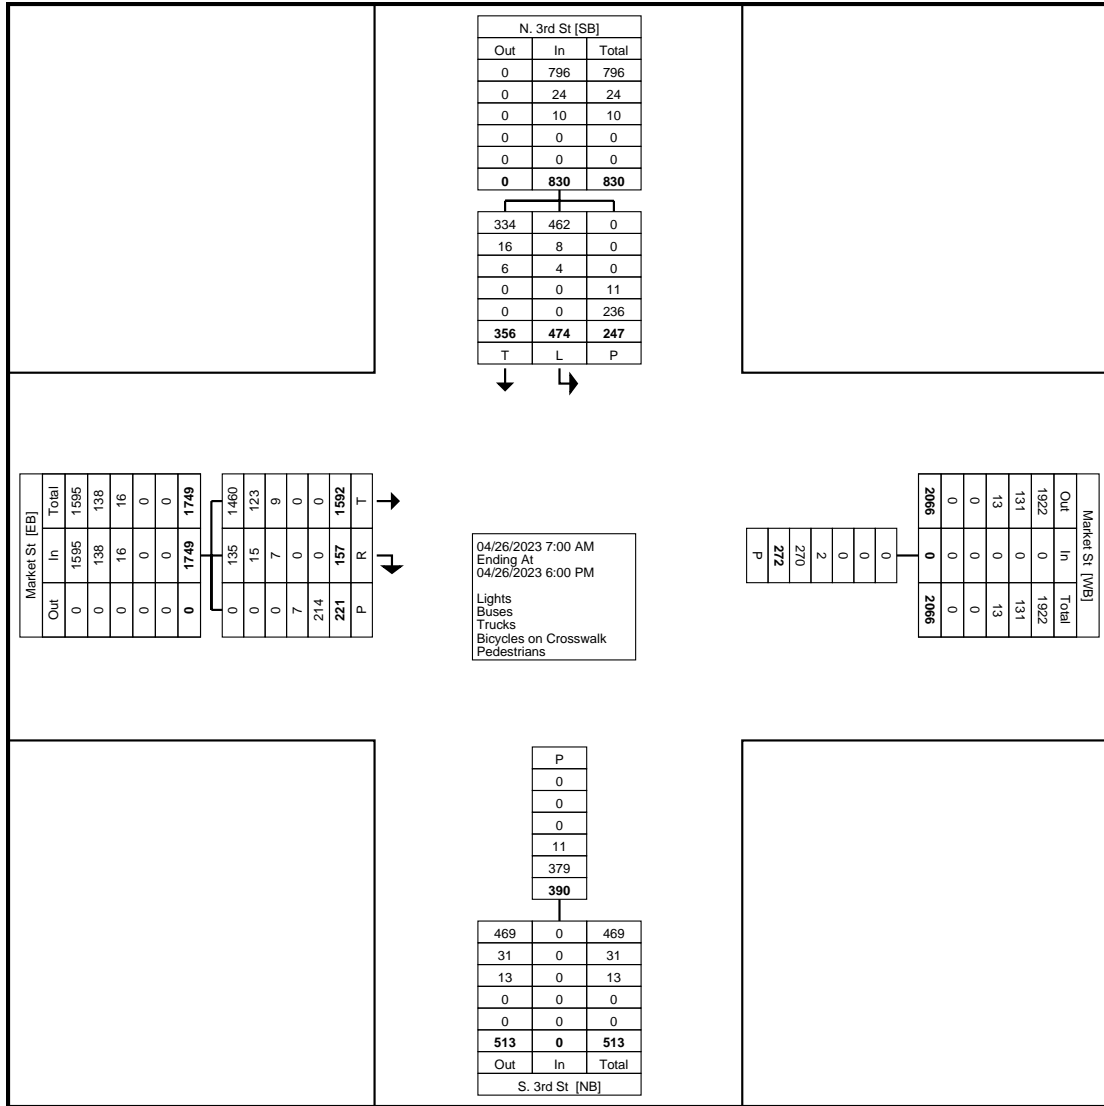 N. 3rd St [SB]
Out In Total
0 796 796
0 24 24
0 10 10
0 0 0
0 0 0
0 830 830
334 462 0
16 8 0
6 4 0
0 0 11
0 0 236
356 474 247
T L P
Market St [EB]
Total 1595 138 16 0 0 1749
In 1595 138 16 0 0 1749
Out 0 0 0 0 0 0
1460 123 9 0 0 1592 T
135 15 7 0 0 157 R
0 0 0 7 214 221 P
04/26/2023 7:00 AM
Ending At
04/26/2023 6:00 PM
Lights
Buses
Trucks
Bicycles on Crosswalk
Pedestrians
0 0 0 2 270 272 P
Market St [WB]
Out 1922 131 13 0 0 2066
In 0 0 0 0 0 0
Total 1922 131 13 0 0 2066
P
0
0
0
11
379
390
469 0 469
31 0 31
13 0 13
0 0 0
0 0 0
513 0 513
Out In Total
S. 3rd St [NB]